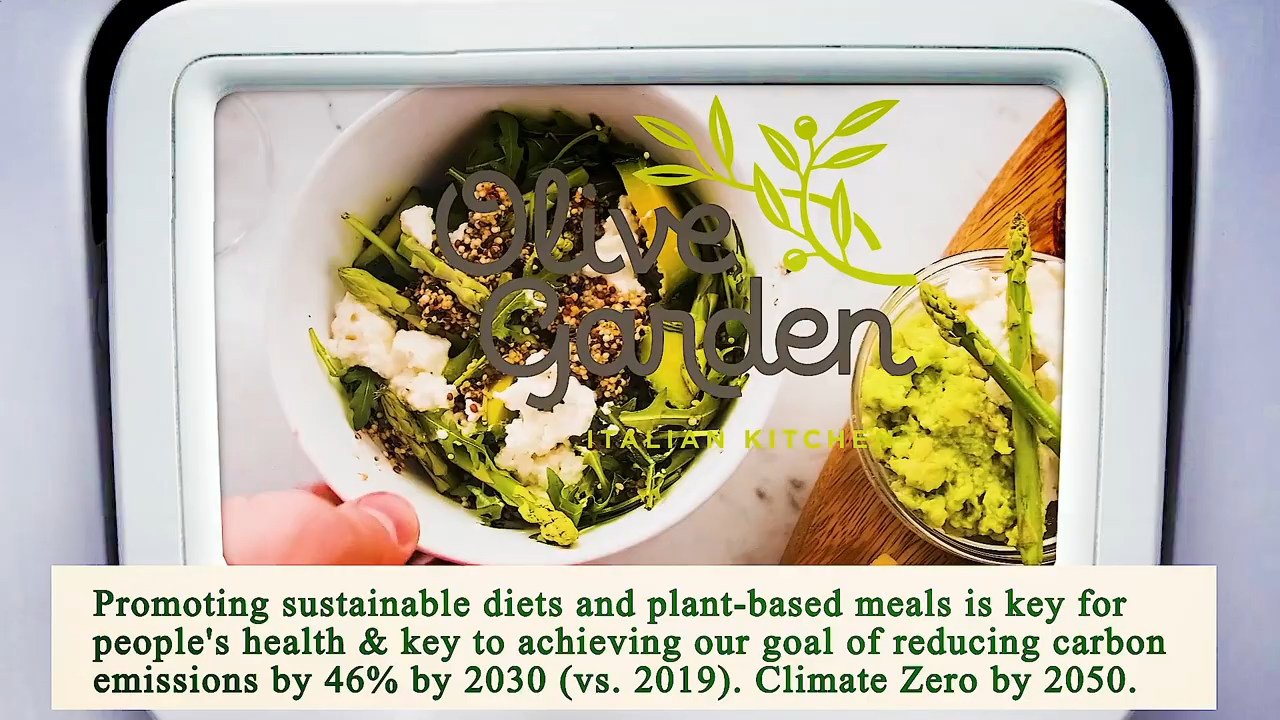 Olive
Garden
ITALIAN KITCHEN
Promoting sustainable diets and plant-based meals is key for
people's health & key to achieving our goal of reducing carbon
emissions by 46% by 2030 (vs. 2019). Climate Zero by 2050.